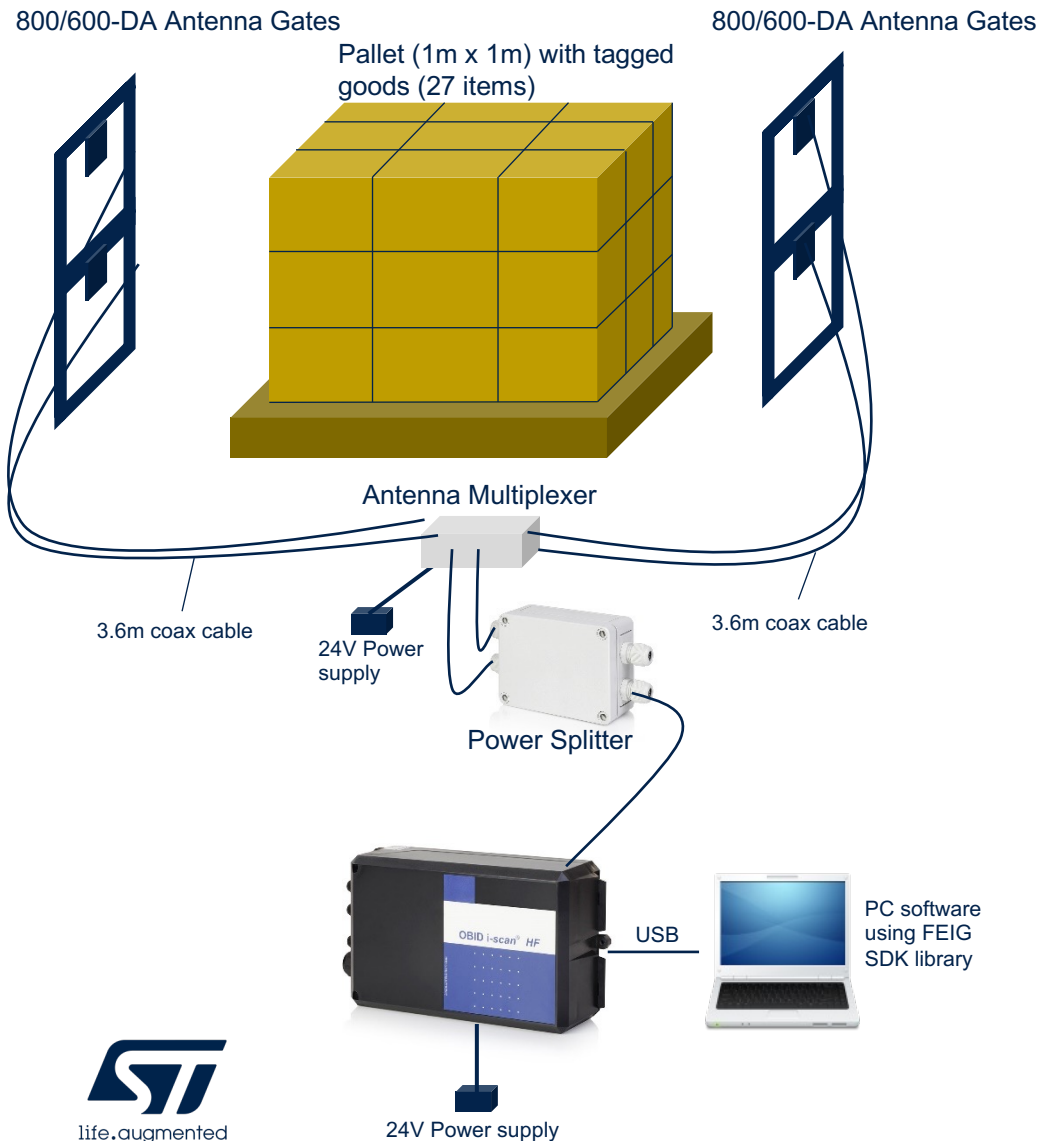 800/600-DA Antenna Gates
800/600-DA Antenna Gates
Pallet (1m x 1m) with tagged
goods (27 items)
Antenna Multiplexer
3.6m coax cable
3.6m coax cable
24V Power
supply
Power Splitter
OBID i-scan® HF
USB
PC software
using FEIG
SDK library
ST
life.augmented
24V Power supply